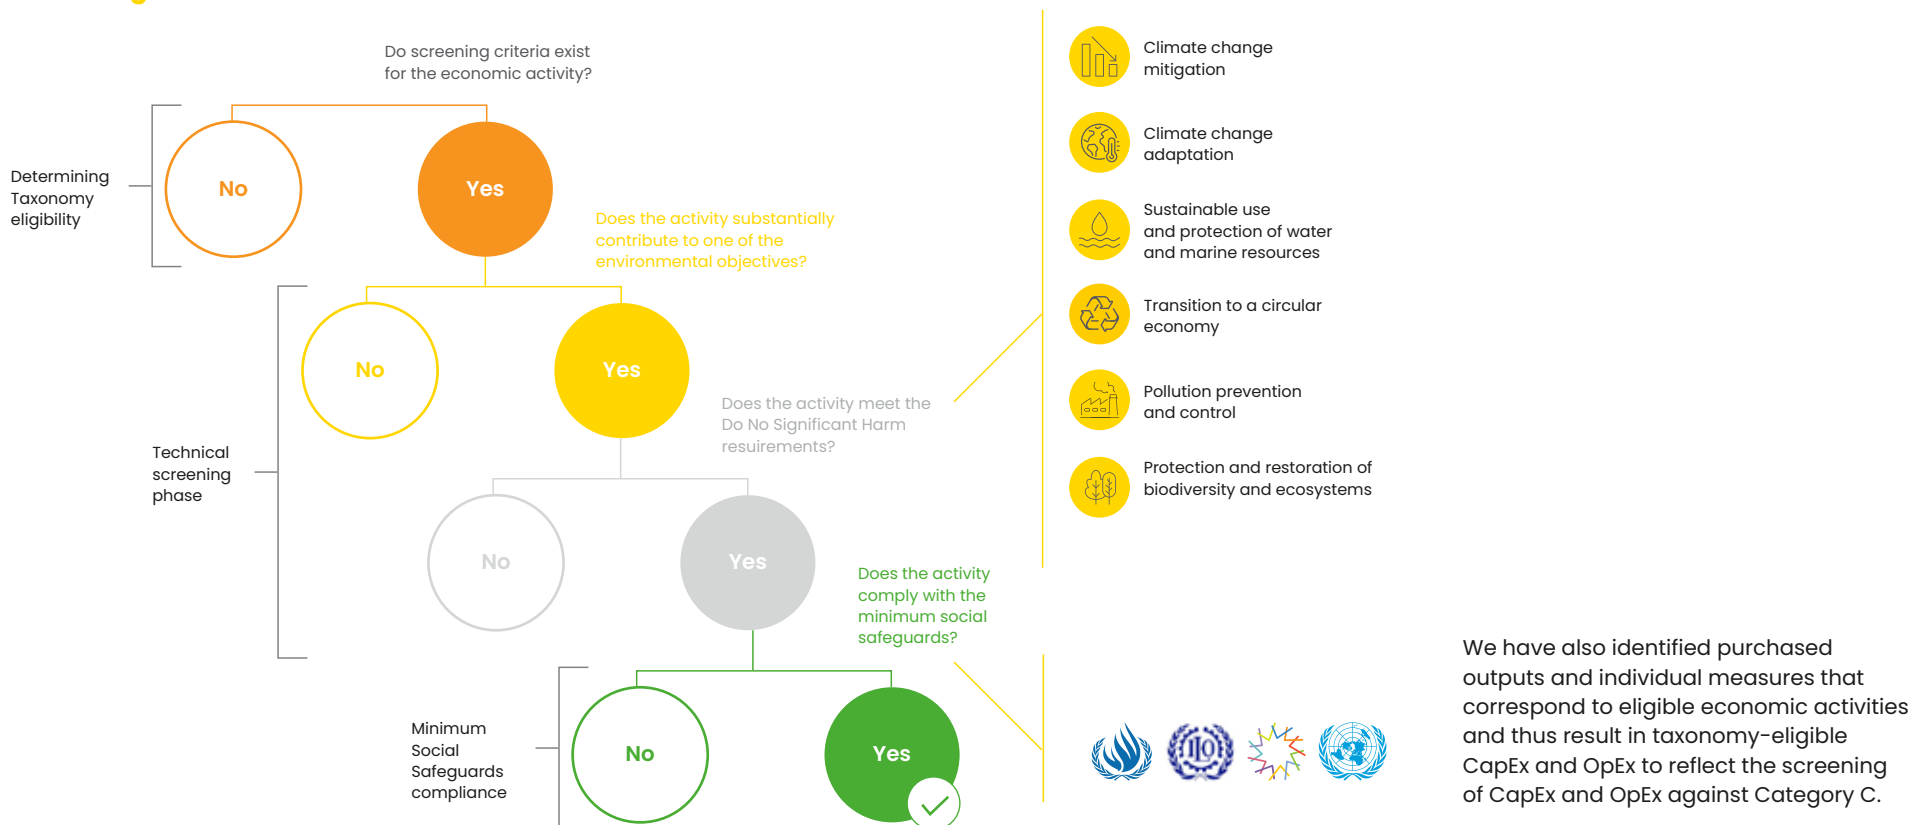 Do screening criteria exist
for the economic activity?
No
Yes
Determining
Taxonomy
eligibility
Does the activity substantially
contribute to one of the
environmental objectives?
No
Yes
Technical
screening
phase
Does the activity meet the
Do No Significant Harm
resuirements?
No
Yes
Does the activity
comply with the
minimum social
safeguards?
Minimum
Social
Safeguards
compliance
No
Yes
Climate change
mitigation
Climate change
adaptation
Sustainable use
and protection of water
and marine resources
Transition to a circular
economy
Pollution prevention
and control
Protection and restoration of
biodiversity and ecosystems
ILO
We have also identified purchased
outputs and individual measures that
correspond to eligible economic activities
and thus result in taxonomy-eligible
CapEx and OpEx to reflect the screening
of CapEx and OpEx against Category C.